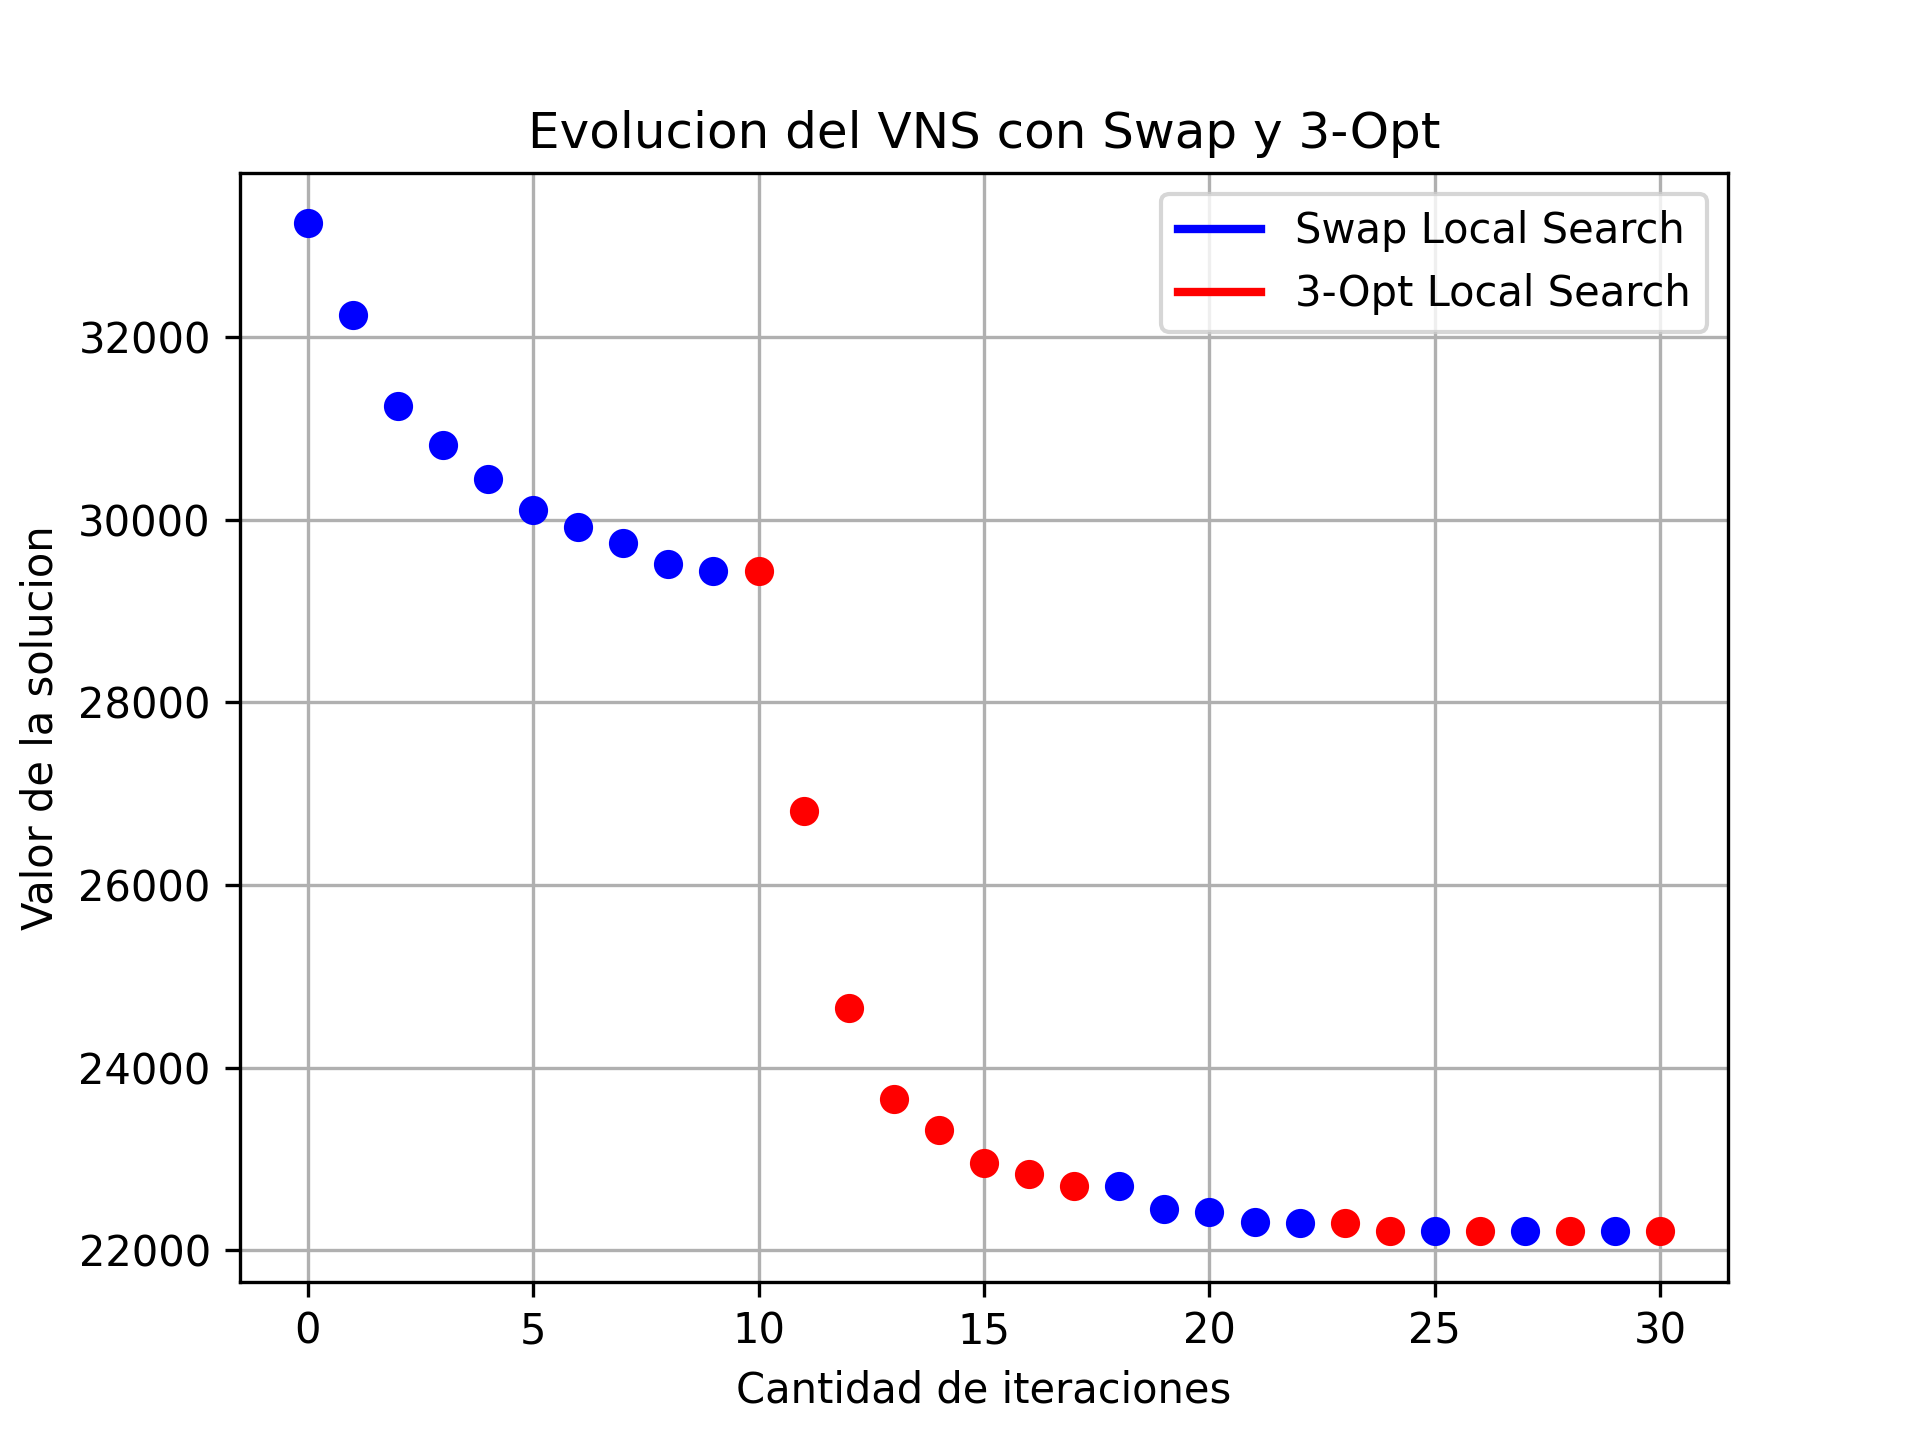 Evolucion del VNS con Swap y 3-Opt
Swap Local Search
3-Opt Local Search
Valor de la solucion
32000
30000
28000
26000
24000
22000
0 5 10 15 20 25 30
Cantidad de iteraciones